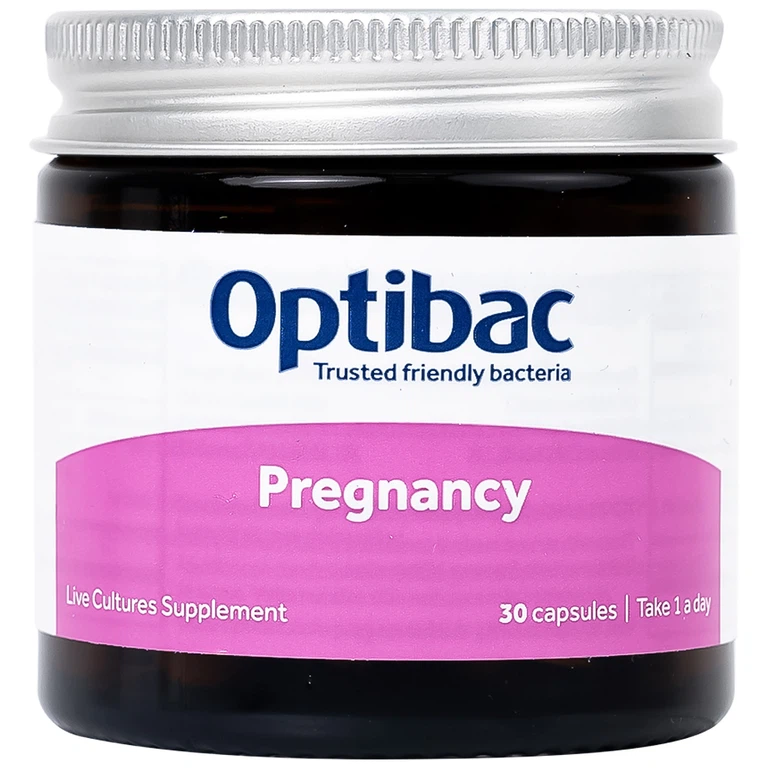 Optibac
Trusted friendly bacteria
Pregnancy
Live Cultures Supplement
30 capsules | Take 1 a day